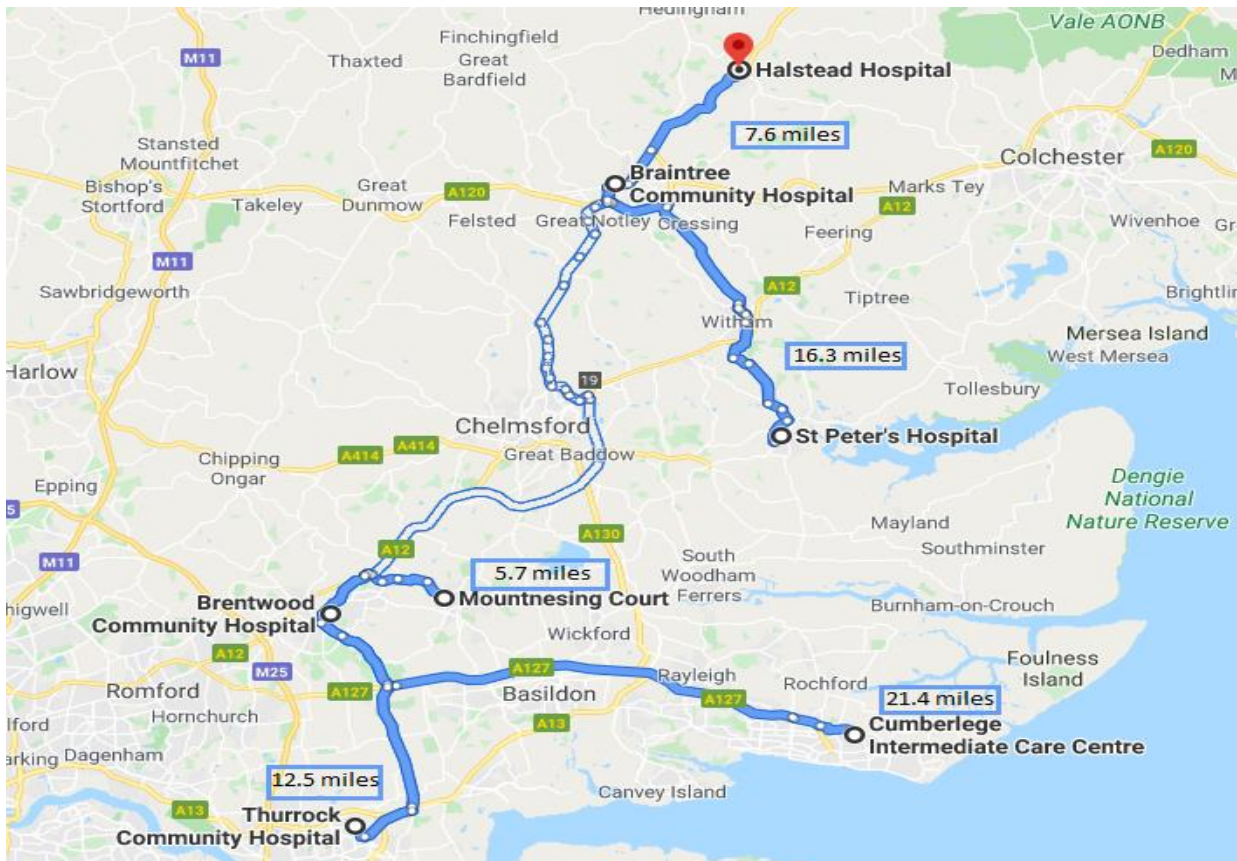 Hedingham
Finchingfield
Great
Bardfield
Thaxted
M11
Vale AONB
Dedham
Halstead Hospital
7.6 miles
Stansted
Mountfitchet
Bishop's
Stortford
Takeley
Great
Dunmow
A120
Felsted
Braintree
Community Hospital
Great Notley
Cressing
Marks Tey
A12
Feering
Colchester
A120
Wivenhoe
M11
Sawbridgeworth
Harlow
A12
Tiptree
Witham
Mersea Island
West Mersea
16.3 miles
Tollesbury
19
Chelmsford
Great Baddow
St Peter's Hospital
A414
A414
Chipping
Ongar
Epping
M11
Dengie
National
Nature Reserve
Mayland
Southminster
A130
A12
South
Woodham
Ferrers
5.7 miles
Mountnesing Court
Burnham-on-Crouch
Brentwood
Community Hospital
Wickford
A12
M25
Romford
Hornchurch
A127
A127
Basildon
Rayleigh
A127
Rochford
Foulness
Island
21.4 miles
Cumberlege
Intermediate Care Centre
A13
Dagenham
12.5 miles
Canvey Island
A13
Thurrock
Community Hospital